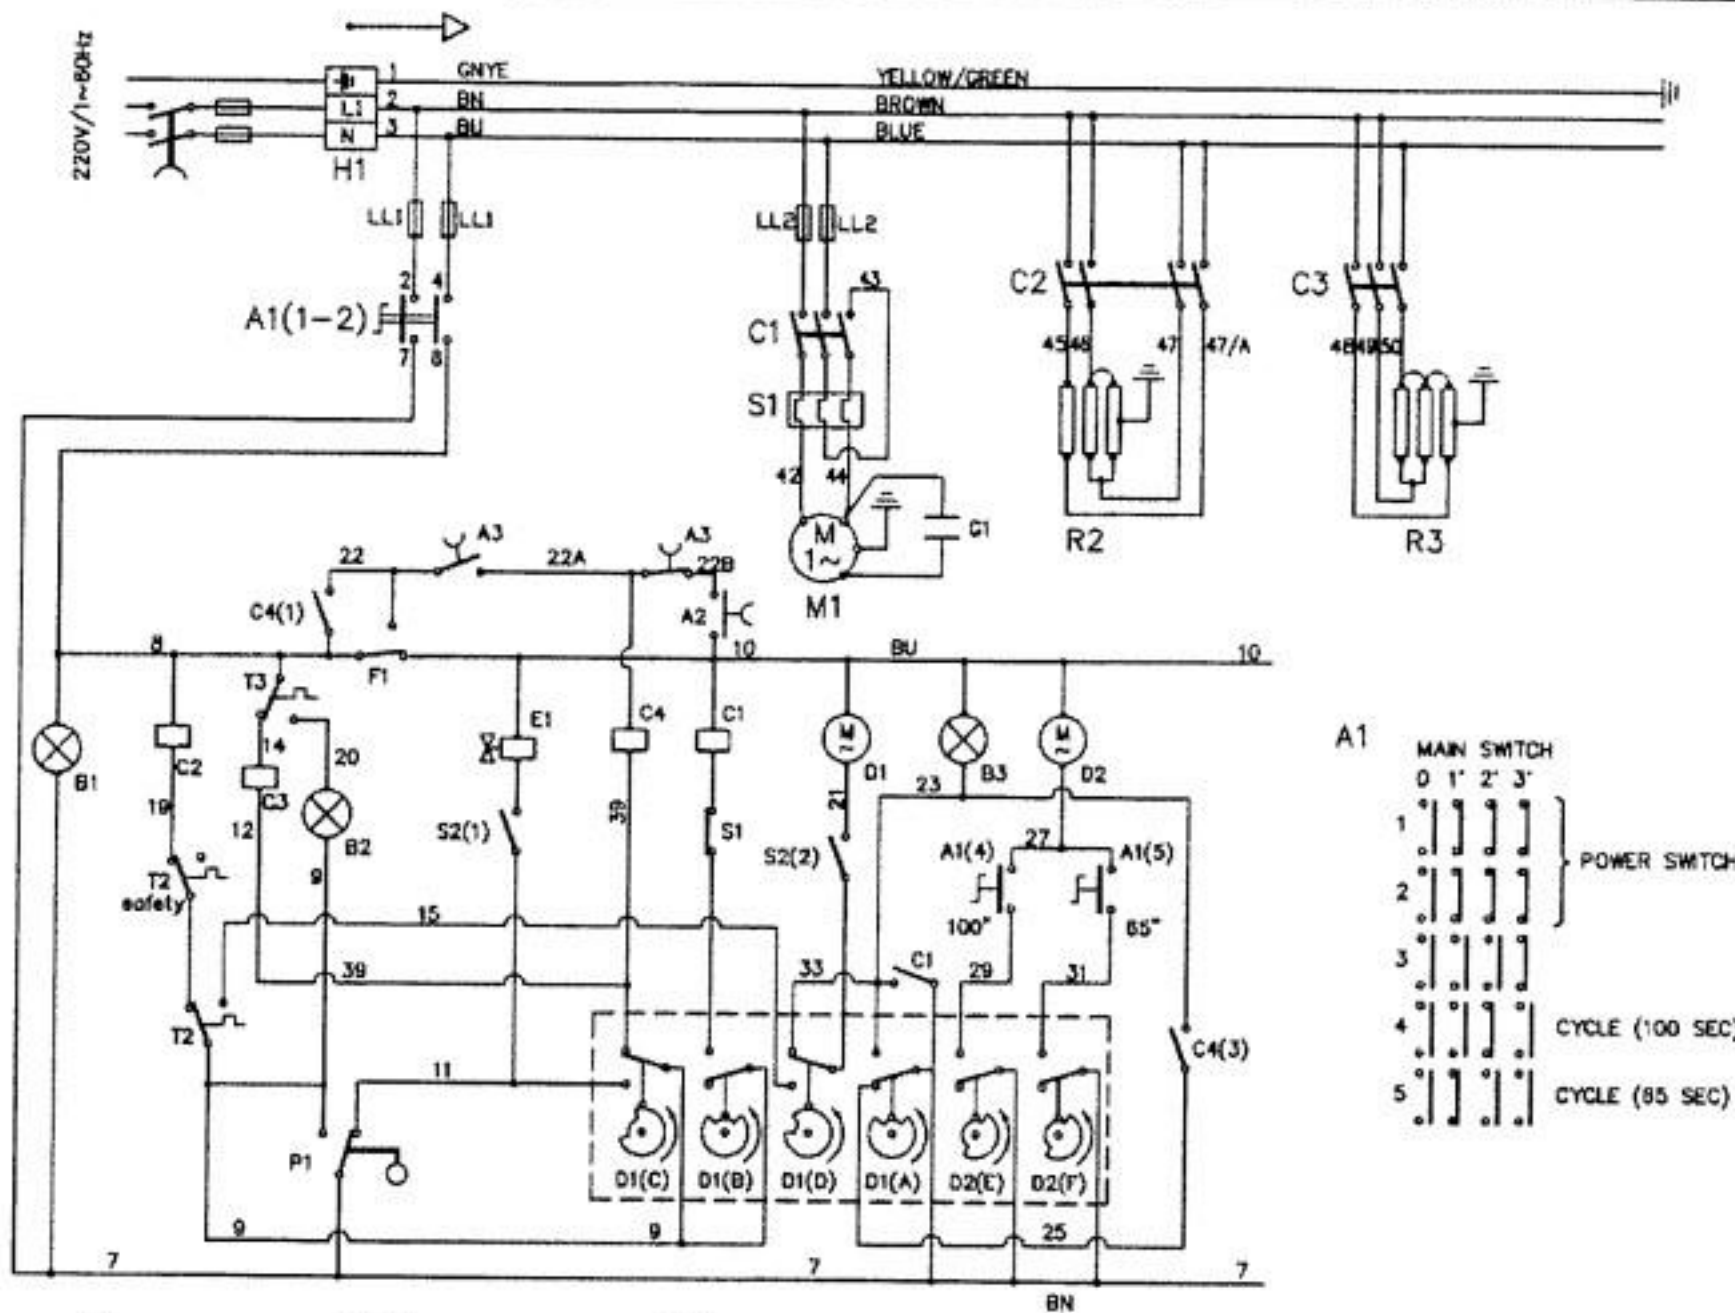 220V/1~60Hz
1 GNYE YELLOW/GREEN
L1 2 BN BROWN
N 3 BU BLUE
H1
LL1 LL1 LL2 LL2
2 4 43
A1(1-2) C1 C2 C3
7 8 45 46 47 47/A 48 49 50
S1
42 44
M
1~
M1
G1
R2 R3
A3 A3
22 22A 22B
C4(1) A2
8 F1 10 BU 10
T3 E1 C4 C1
14 20
B1 C2 C3 D1 B3 D2
M
~
M
~
19 12 B2 S2(1) 39 S1 21 23 27
S2(2) A1(4) A1(5)
T2
safety
9 100" 85"
15
39 33 C1 29 31
T2 11 C4(3)
P1
D1(C) D1(B) D1(D) D1(A) D2(E) D2(F)
9 9 25
7 7 7
BN
A1
MAIN SWITCH
0 1' 2' 3'
1
2 POWER SWITCH
3
4 CYCLE (100 SEC)
5 CYCLE (85 SEC)